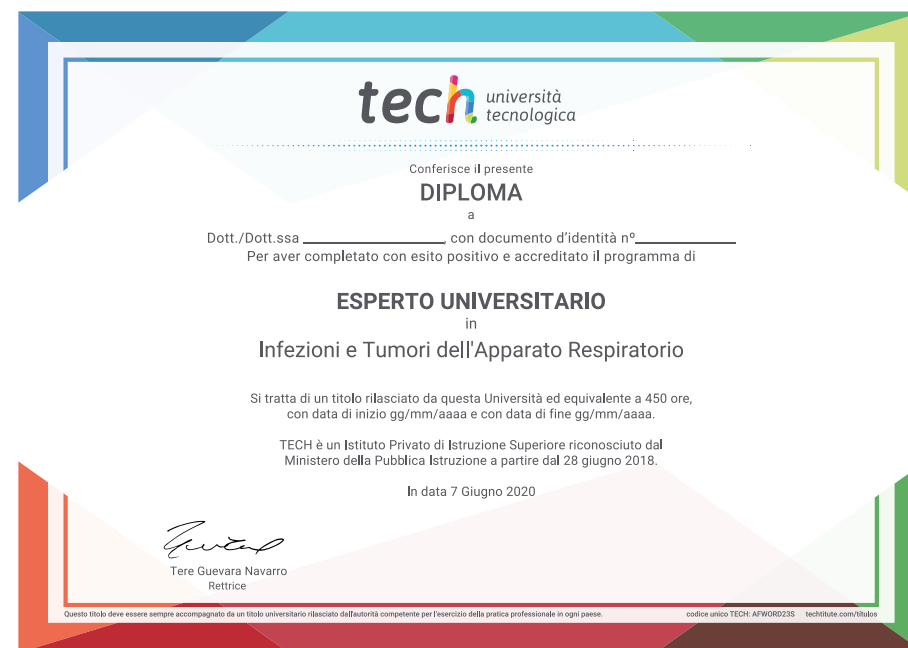 tech università
tecnologica
Conferisce il presente
DIPLOMA
a
Dott./Dott.ssa ____________________, con documento d'identità nº______________
Per aver completato con esito positivo e accreditato il programma di
ESPERTO UNIVERSITARIO
in
Infezioni e Tumori dell'Apparato Respiratorio
Si tratta di un titolo rilasciato da questa Università ed equivalente a 450 ore,
con data di inizio gg/mm/aaaa e con data di fine gg/mm/aaaa.
TECH è un Istituto Privato di Istruzione Superiore riconosciuto dal
Ministero della Pubblica Istruzione a partire dal 28 giugno 2018.
In data 7 Giugno 2020
Tere Guevara Navarro
Rettrice
Questo titolo deve essere sempre accompagnato da un titolo universitario rilasciato dall'autorità competente per l'esercizio della pratica professionale in ogni paese. codice unico TECH: AFWORD23S techtitute.com/titulos